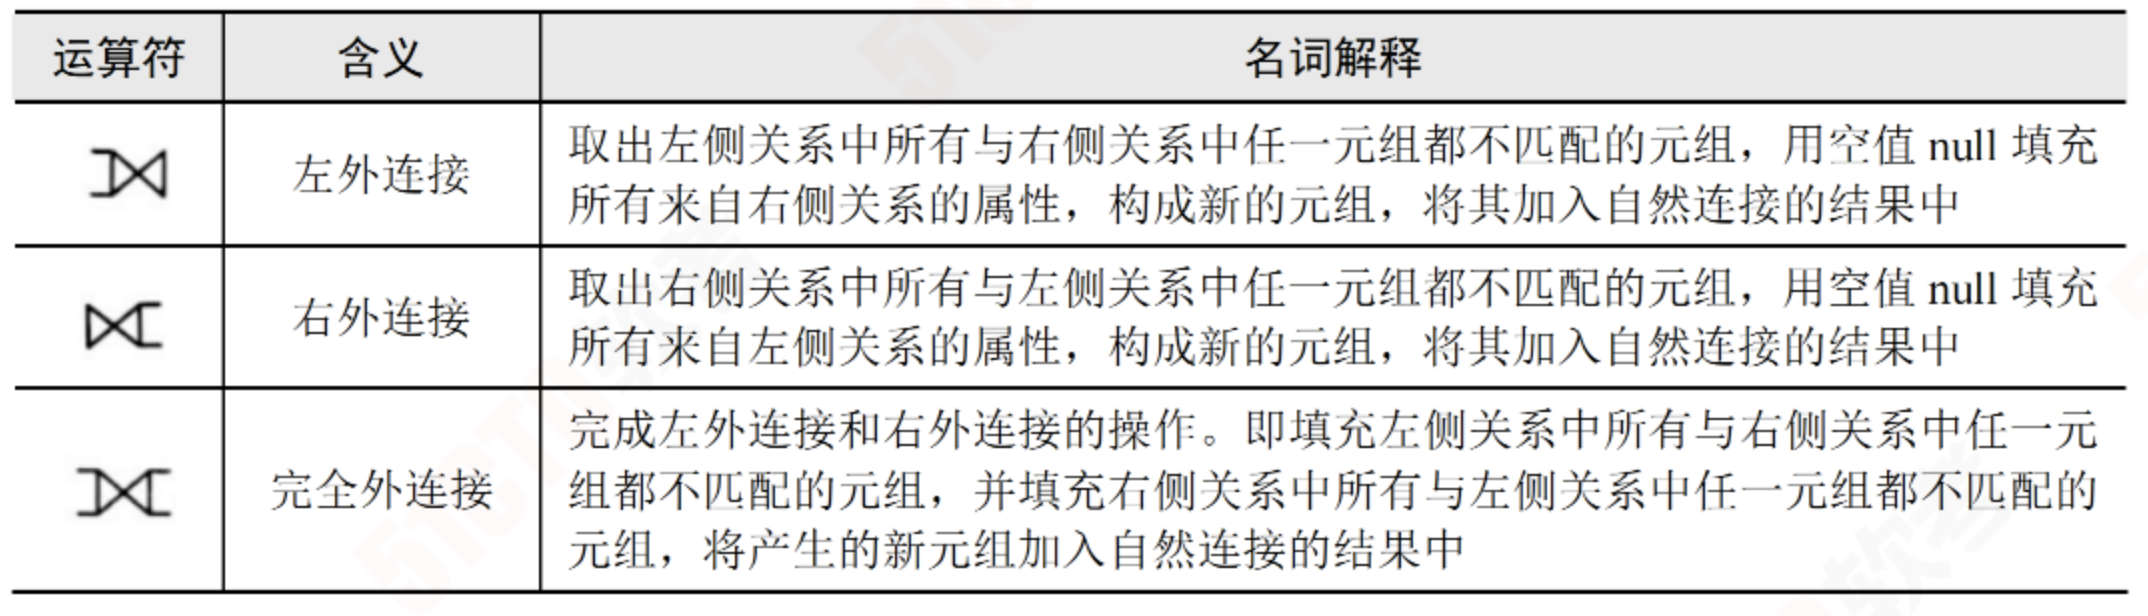 运算符 含义 名词解释
⟕ 左外连接 取出左侧关系中所有与右侧关系中任一元组都不匹配的元组，用空值 null 填充
所有来自右侧关系的属性，构成新的元组，将其加入自然连接的结果中
⟖ 右外连接 取出右侧关系中所有与左侧关系中任一元组都不匹配的元组，用空值 null 填充
所有来自左侧关系的属性，构成新的元组，将其加入自然连接的结果中
⟗ 完全外连接 完成左外连接和右外连接的操作。即填充左侧关系中所有与右侧关系中任一元
组都不匹配的元组，并填充右侧关系中所有与左侧关系中任一元组都不匹配的
元组，将产生的新元组加入自然连接的结果中
51CTO软考